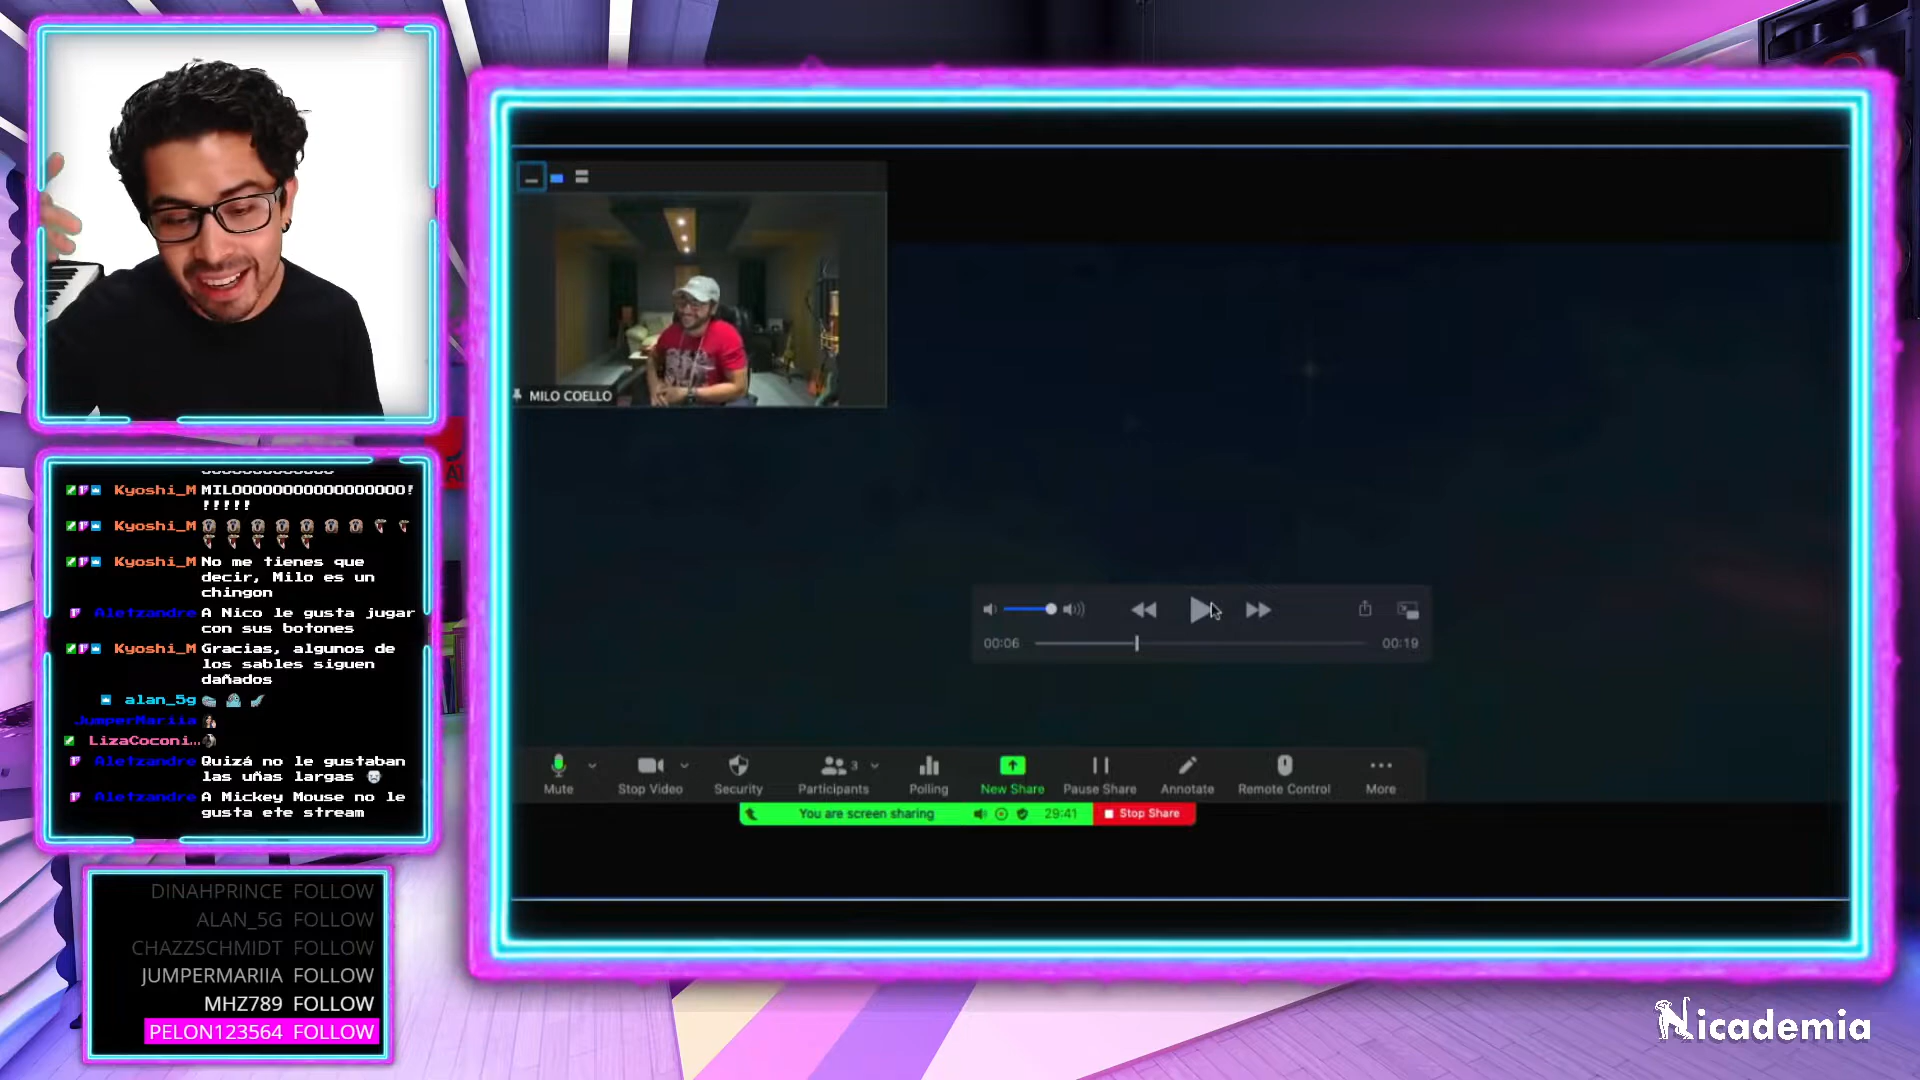 MILO COELLO
Kyoshi_M MILOOOOOOOOOOOOOOOOO!
!!!!!
Kyoshi_M
Kyoshi_M No me tienes que
decir, Milo es un
chingon
Aletzandre A Nico le gusta jugar
con sus botones
Kyoshi_M Gracias, algunos de
los sables siguen
dañados
alan_5g
JumperMariia
LizaCoconi…
Aletzandre Quizá no le gustaban
las uñas largas
Aletzandre A Mickey Mouse no le
gusta ete stream
00:06
00:19
Mute
Stop Video
Security
3
Participants
Polling
New Share
Pause Share
Annotate
Remote Control
More
You are screen sharing
29:41
Stop Share
DINAHPRINCE FOLLOW
ALAN_5G FOLLOW
CHAZZSCHMIDT FOLLOW
JUMPERMARIIA FOLLOW
MHZ789 FOLLOW
PELON123564 FOLLOW
Nicademia